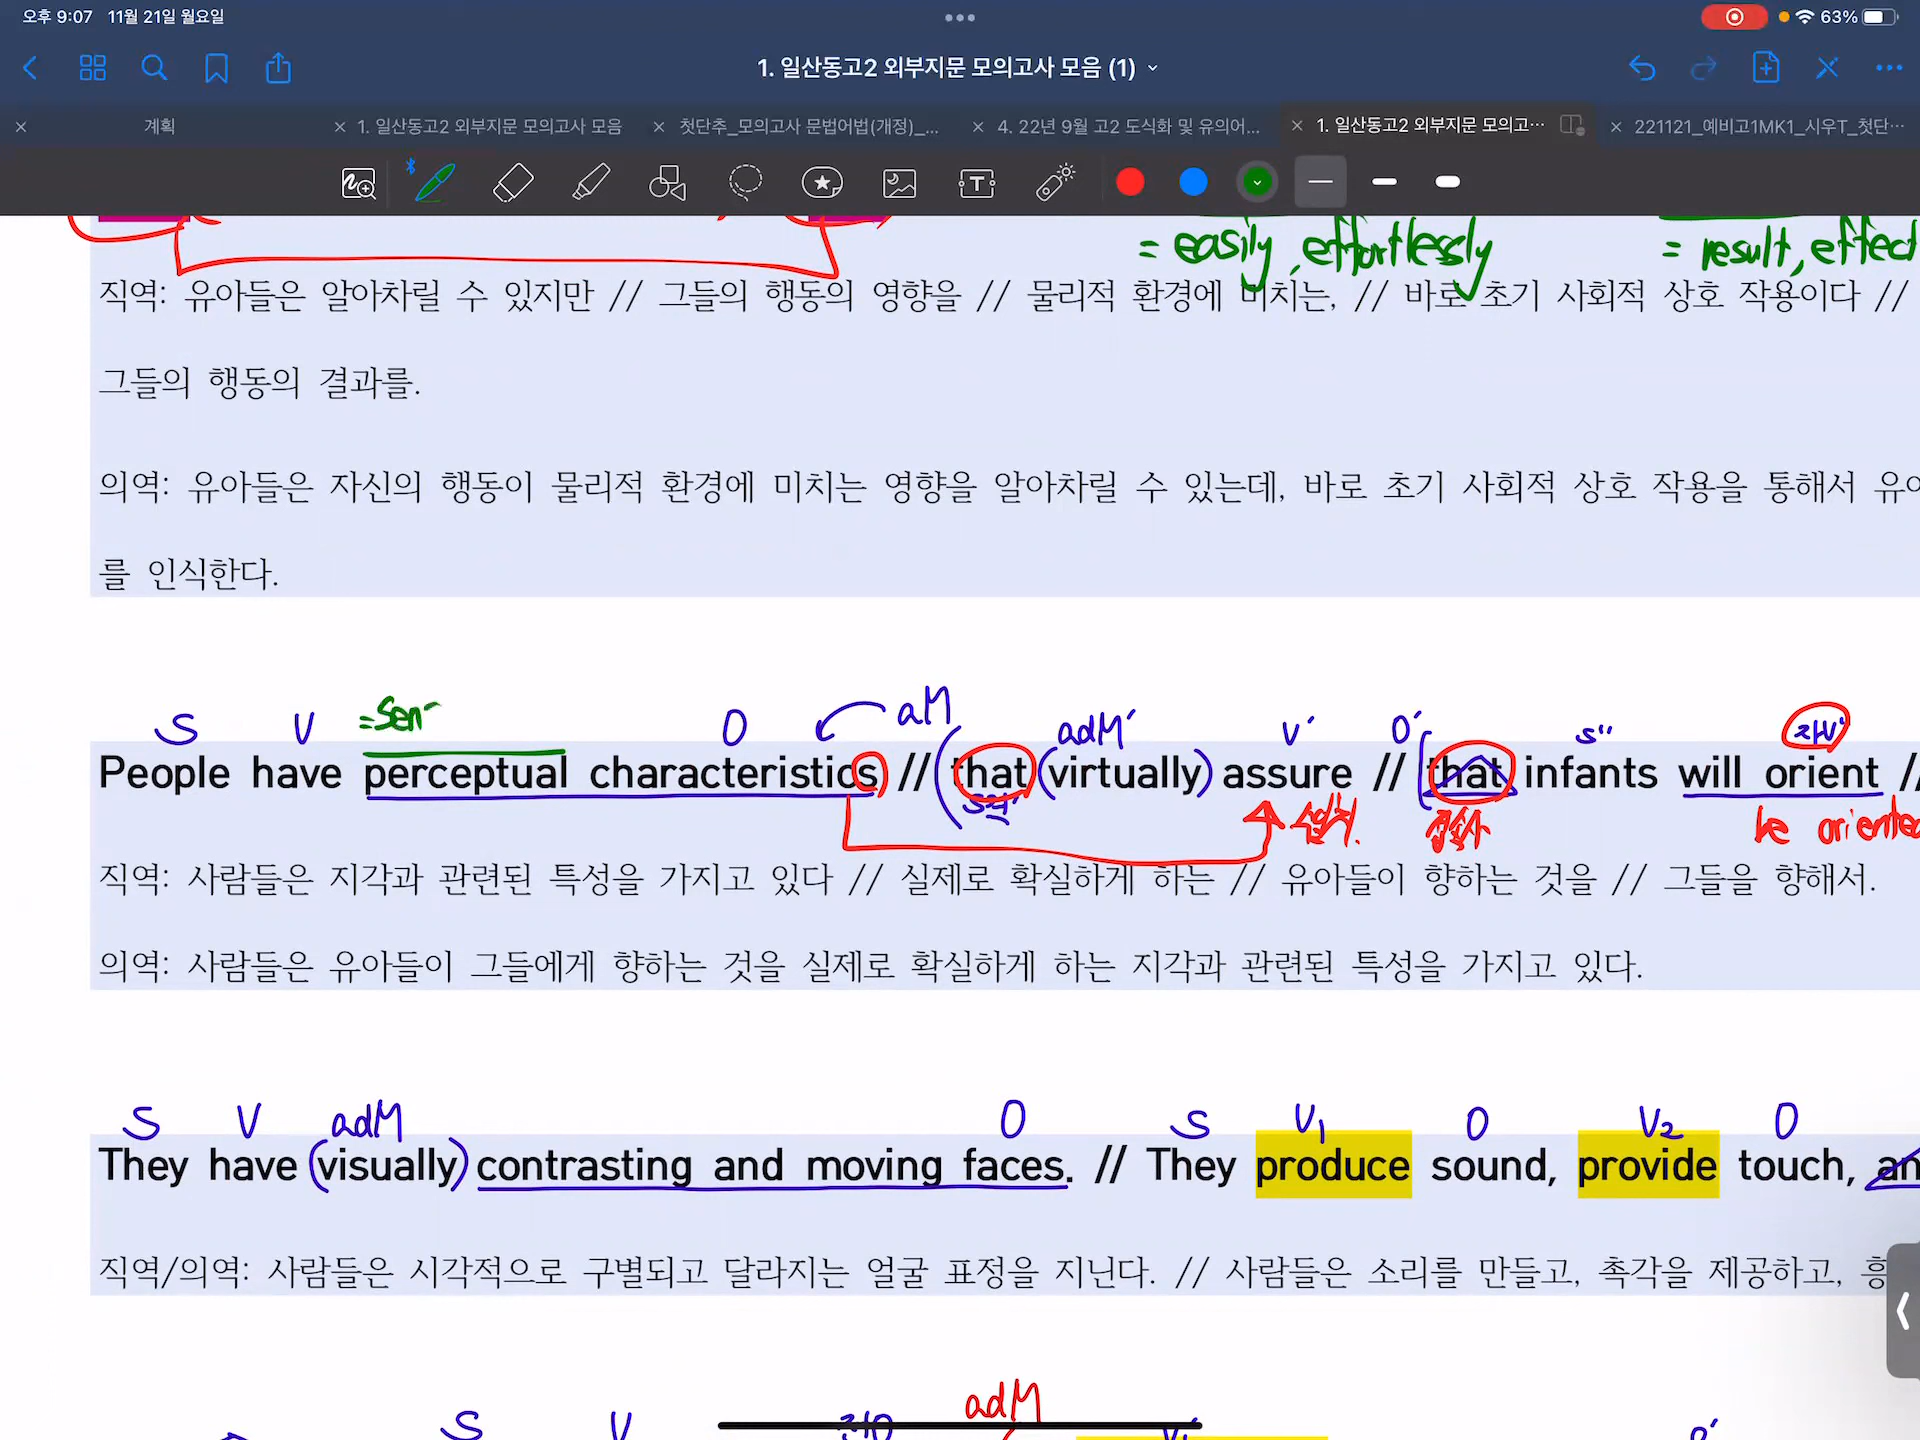 오후 9:07 11월 21일 월요일 63%
1. 일산동고2 외부지문 모의고사 모음 (1)
계획 1. 일산동고2 외부지문 모의고사 모음 첫단추_모의고사 문법어법(개정)_... 4. 22년 9월 고2 도식화 및 유의어... 1. 일산동고2 외부지문 모의고... 221121_예비고1MK1_시우T_첫단...
= easily, effortlessly = result, effect
직역: 유아들은 알아차릴 수 있지만 // 그들의 행동의 영향을 // 물리적 환경에 미치는, // 바로 초기 사회적 상호 작용이다 //
그들의 행동의 결과를.
의역: 유아들은 자신의 행동이 물리적 환경에 미치는 영향을 알아차릴 수 있는데, 바로 초기 사회적 상호 작용을 통해서 유아
를 인식한다.
=Sen
S V O aM adM' V' O' S'' 자V'
People have perceptual characteristics // (that (virtually) assure // [that infants will orient //
선행 수일치. 접속사 be oriented
직역: 사람들은 지각과 관련된 특성을 가지고 있다 // 실제로 확실하게 하는 // 유아들이 향하는 것을 // 그들을 향해서.
의역: 사람들은 유아들이 그들에게 향하는 것을 실제로 확실하게 하는 지각과 관련된 특성을 가지고 있다.
S V adM O S V1 O V2 O
They have (visually) contrasting and moving faces. // They produce sound, provide touch, an
직역/의역: 사람들은 시각적으로 구별되고 달라지는 얼굴 표정을 지닌다. // 사람들은 소리를 만들고, 촉각을 제공하고, 흥
adM
S V